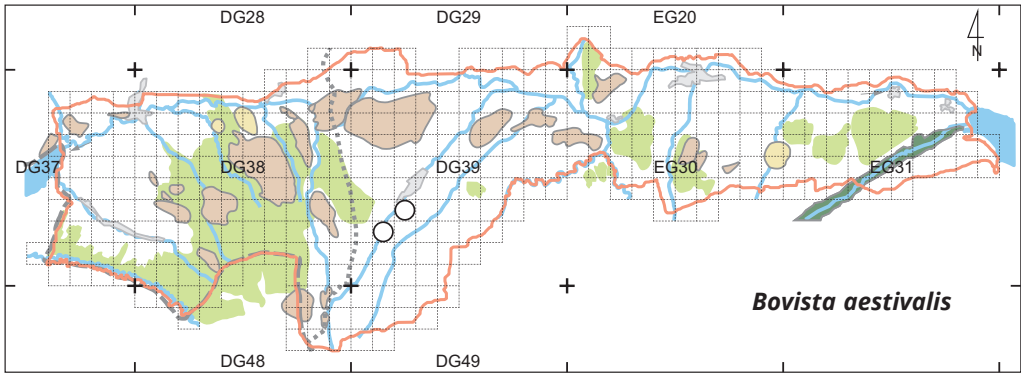 DG28 DG29 EG20
N
DG37 DG38 DG39 EG30 EG31
Bovista aestivalis
DG48 DG49